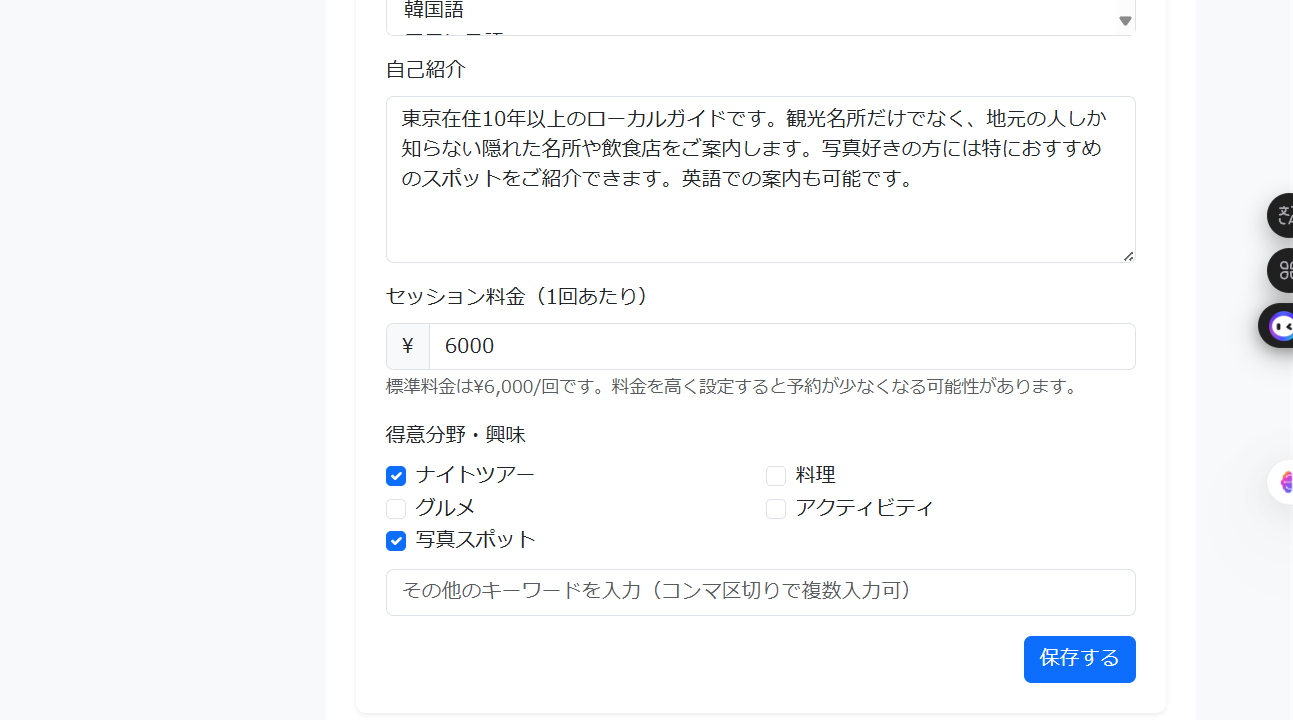 韓国語
自己紹介
東京在住10年以上のローカルガイドです。観光名所だけでなく、地元の人しか
知らない隠れた名所や飲食店をご案内します。写真好きの方には特におすすめ
のスポットをご紹介できます。英語での案内も可能です。
セッション料金（1回あたり）
¥ 6000
標準料金は¥6,000/回です。料金を高く設定すると予約が少なくなる可能性があります。
得意分野・興味
ナイトツアー 料理
グルメ アクティビティ
写真スポット
その他のキーワードを入力（コンマ区切りで複数入力可）
保存する